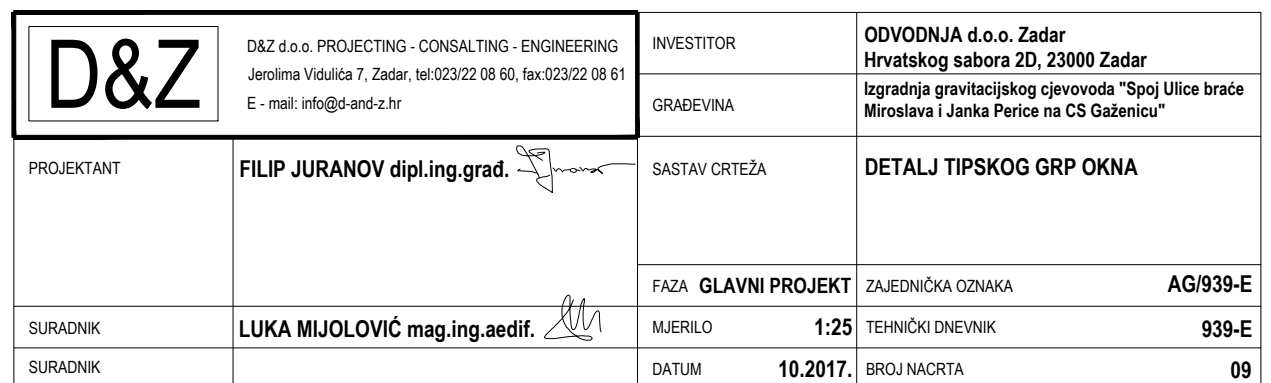 D&Z
D&Z d.o.o. PROJECTING - CONSALTING - ENGINEERING
Jerolima Vidulića 7, Zadar, tel:023/22 08 60, fax:023/22 08 61
E - mail: info@d-and-z.hr
INVESTITOR
ODVODNJA d.o.o. Zadar
Hrvatskog sabora 2D, 23000 Zadar
GRAĐEVINA
Izgradnja gravitacijskog cjevovoda "Spoj Ulice braće
Miroslava i Janka Perice na CS Gaženicu"
PROJEKTANT
FILIP JURANOV dipl.ing.građ.
SASTAV CRTEŽA
DETALJ TIPSKOG GRP OKNA
FAZA GLAVNI PROJEKT
ZAJEDNIČKA OZNAKA AG/939-E
SURADNIK
LUKA MIJOLOVIĆ mag.ing.aedif.
MJERILO 1:25
TEHNIČKI DNEVNIK 939-E
SURADNIK
DATUM 10.2017.
BROJ NACRTA 09